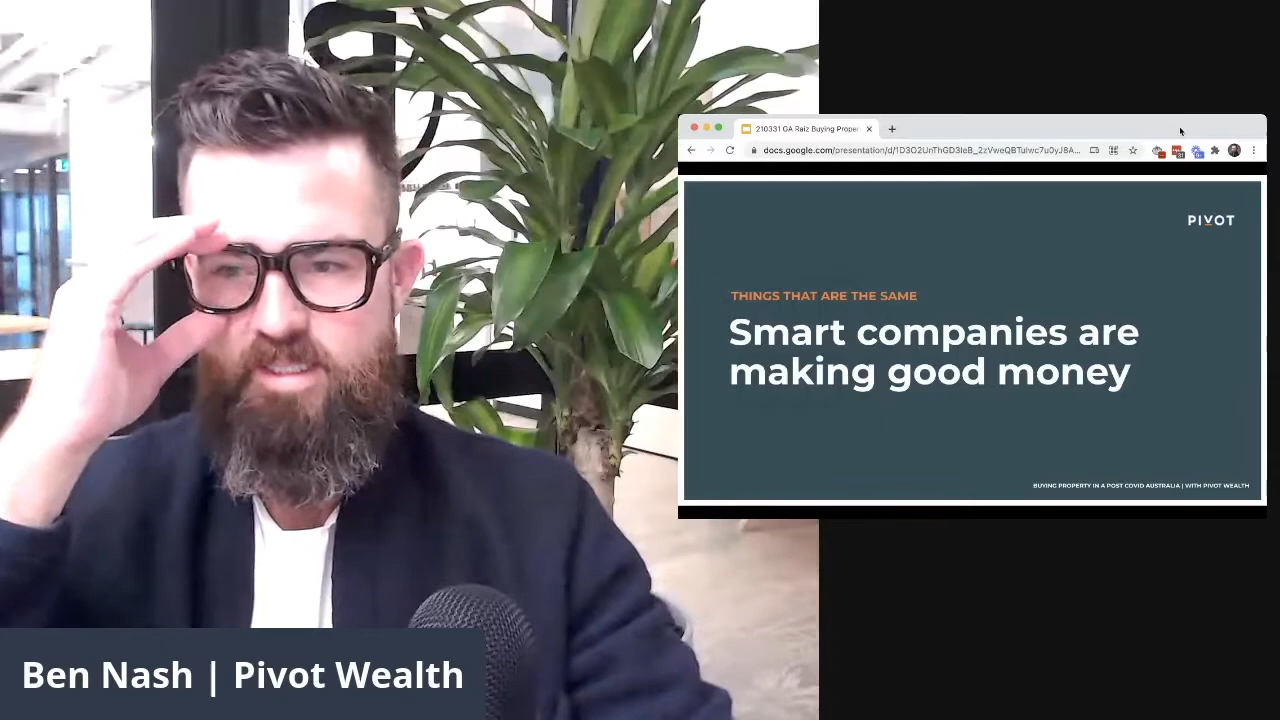 210331 GA Raiz Buying Proper
docs.google.com/presentation/d/
PIVOT
THINGS THAT ARE THE SAME
Smart companies are
making good money
BUYING PROPERTY IN A POST COVID AUSTRALIA | WITH PIVOT WEALTH
Ben Nash | Pivot Wealth